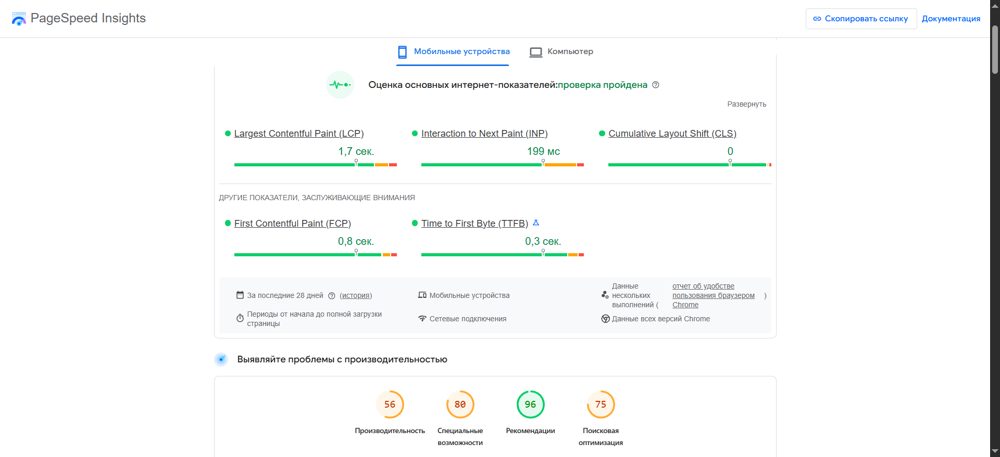 PageSpeed Insights
Скопировать ссылку
Документация
Мобильные устройства
Компьютер
Оценка основных интернет-показателей:проверка пройдена
Развернуть
Largest Contentful Paint (LCP)
1,7 сек.
Interaction to Next Paint (INP)
199 мс
Cumulative Layout Shift (CLS)
0
ДРУГИЕ ПОКАЗАТЕЛИ, ЗАСЛУЖИВАЮЩИЕ ВНИМАНИЯ
First Contentful Paint (FCP)
0,8 сек.
Time to First Byte (TTFB)
0,3 сек.
За последние 28 дней (история)
Мобильные устройства
Данные
нескольких
выполнений (
отчет об удобстве
пользования браузером
Chrome
)
Периоды от начала до полной загрузки
страницы
Сетевые подключения
Данные всех версий Chrome
Выявляйте проблемы с производительностью
56
Производительность
80
Специальные
возможности
96
Рекомендации
75
Поисковая
оптимизация